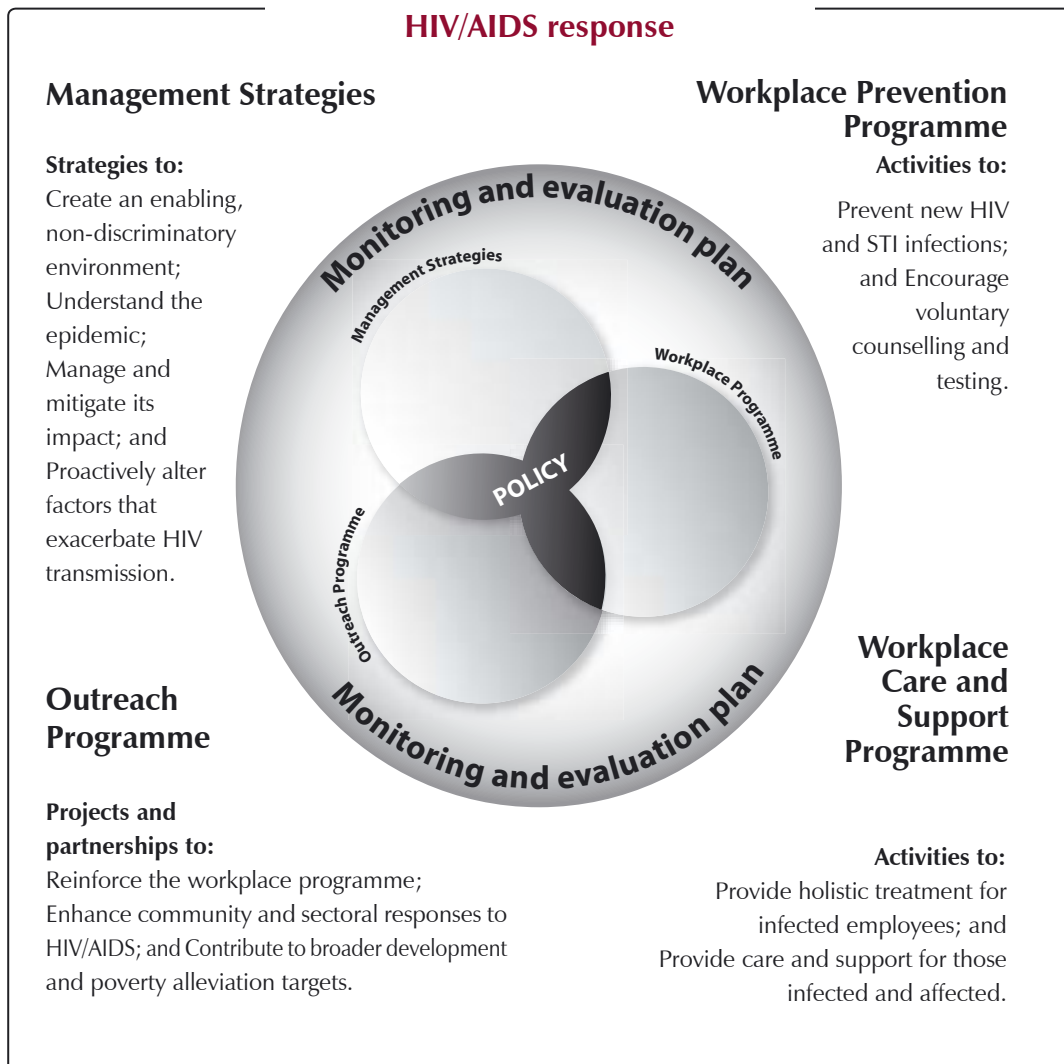 HIV/AIDS response
Management Strategies
Strategies to:
Create an enabling,
non-discriminatory
environment;
Understand the
epidemic;
Manage and
mitigate its
impact; and
Proactively alter
factors that
exacerbate HIV
transmission.
Workplace Prevention
Programme
Activities to:
Prevent new HIV
and STI infections;
and Encourage
voluntary
counselling and
testing.
Monitoring and evaluation plan
Management Strategies
Workplace Programme
POLICY
Outreach Programme
Monitoring and evaluation plan
Outreach
Programme
Projects and
partnerships to:
Reinforce the workplace programme;
Enhance community and sectoral responses to
HIV/AIDS; and Contribute to broader development
and poverty alleviation targets.
Workplace
Care and
Support
Programme
Activities to:
Provide holistic treatment for
infected employees; and
Provide care and support for those
infected and affected.